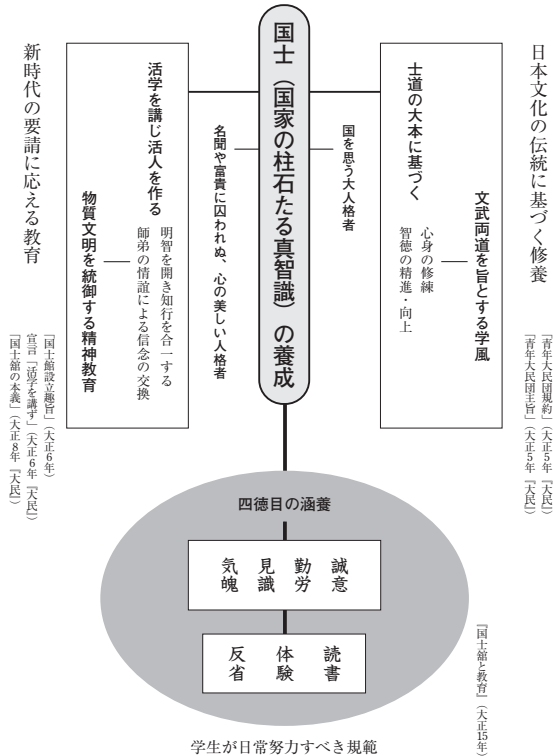 日本文化の伝統に基づく修養
文武両道を旨とする学風
心身の修練
智徳の精進・向上
士道の大本に基づく
「青年大民団規約」（大正5年『大民』）
「青年大民団主旨」（大正5年『大民』）
国を思う大人格者
国士（国家の柱石たる真智識）の養成
名聞や富貴に囚われぬ、心の美しい人格者
活学を講じ活人を作る
明智を開き知行を合一する
師弟の情誼による信念の交換
物質文明を統御する精神教育
新時代の要請に応える教育
「国士舘設立趣旨」（大正6年）
宣言「活学を講ず」（大正6年『大民』）
「国士舘の本義」（大正8年『大民』）
四徳目の涵養
誠意
勤労
見識
気魄
読書
体験
反省
『国士舘と教育』（大正15年）
学生が日常努力すべき規範